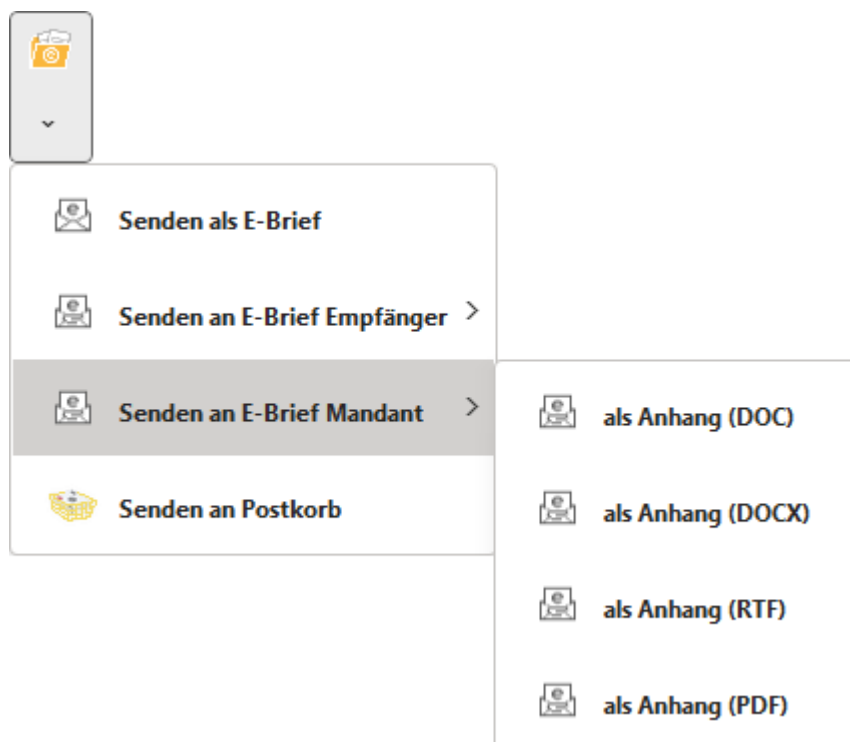 Senden als E-Brief
Senden an E-Brief Empfänger
Senden an E-Brief Mandant
Senden an Postkorb
als Anhang (DOC)
als Anhang (DOCX)
als Anhang (RTF)
als Anhang (PDF)